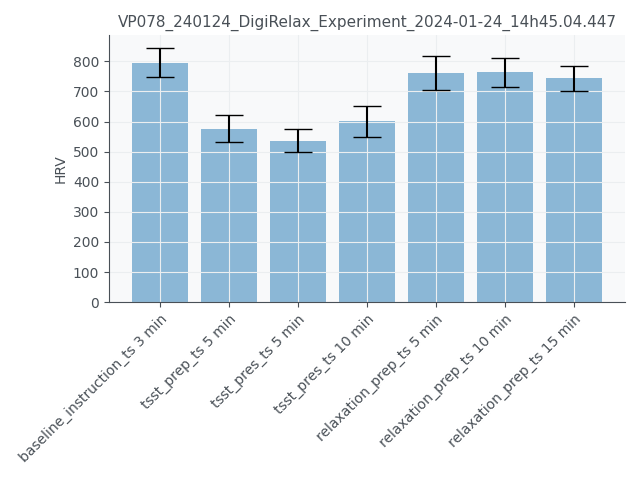 VP078_240124_DigiRelax_Experiment_2024-01-24_14h45.04.447
HRV
800
700
600
500
400
300
200
100
0
baseline_instruction_ts 3 min
tsst_prep_ts 5 min
tsst_pres_ts 5 min
tsst_pres_ts 10 min
relaxation_prep_ts 5 min
relaxation_prep_ts 10 min
relaxation_prep_ts 15 min